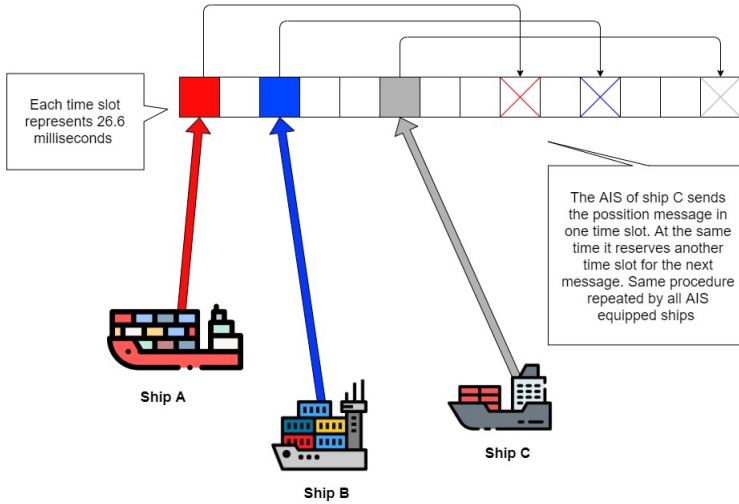 Each time slot
represents 26.6
milliseconds
The AIS of ship C sends
the possition message in
one time slot. At the same
time it reserves another
time slot for the next
message. Same procedure
repeated by all AIS
equipped ships
Ship A
Ship B
Ship C